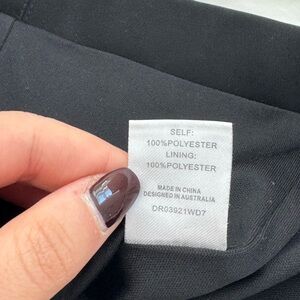 SELF:
100%POLYESTER
LINING:
100%POLYESTER
MADE IN CHINA
DESIGNED IN AUSTRALIA
DR03921WD7